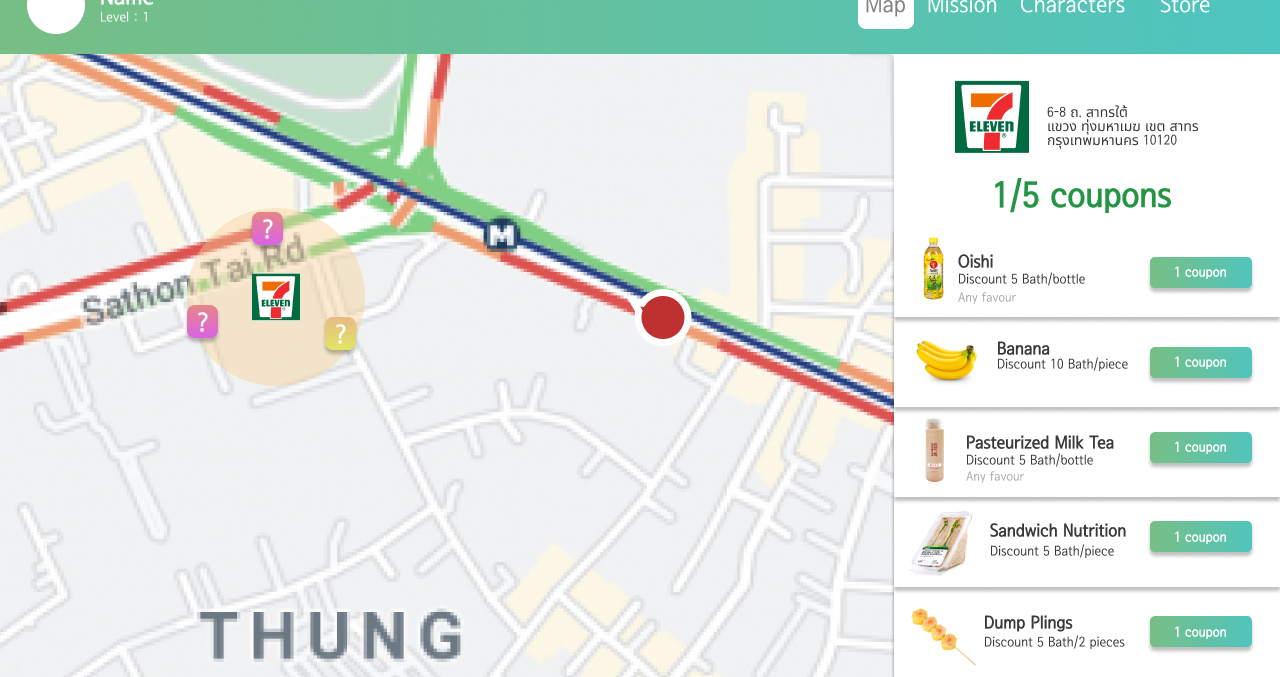 Name
Level : 1
Map
Mission
Characters
Store
7
ELEVEN
6-8 ถ. สาทรใต้
แขวง ทุ่งมหาเมฆ เขต สาทร
กรุงเทพมหานคร 10120
1/5 coupons
Oishi
Discount 5 Bath/bottle
Any favour
1 coupon
Banana
Discount 10 Bath/piece
1 coupon
Pasteurized Milk Tea
Discount 5 Bath/bottle
Any favour
1 coupon
Sandwich Nutrition
Discount 5 Bath/piece
1 coupon
Dump Plings
Discount 5 Bath/2 pieces
1 coupon
?
Sathon Tai Rd
M
7
ELEVEN
?
?
THUNG